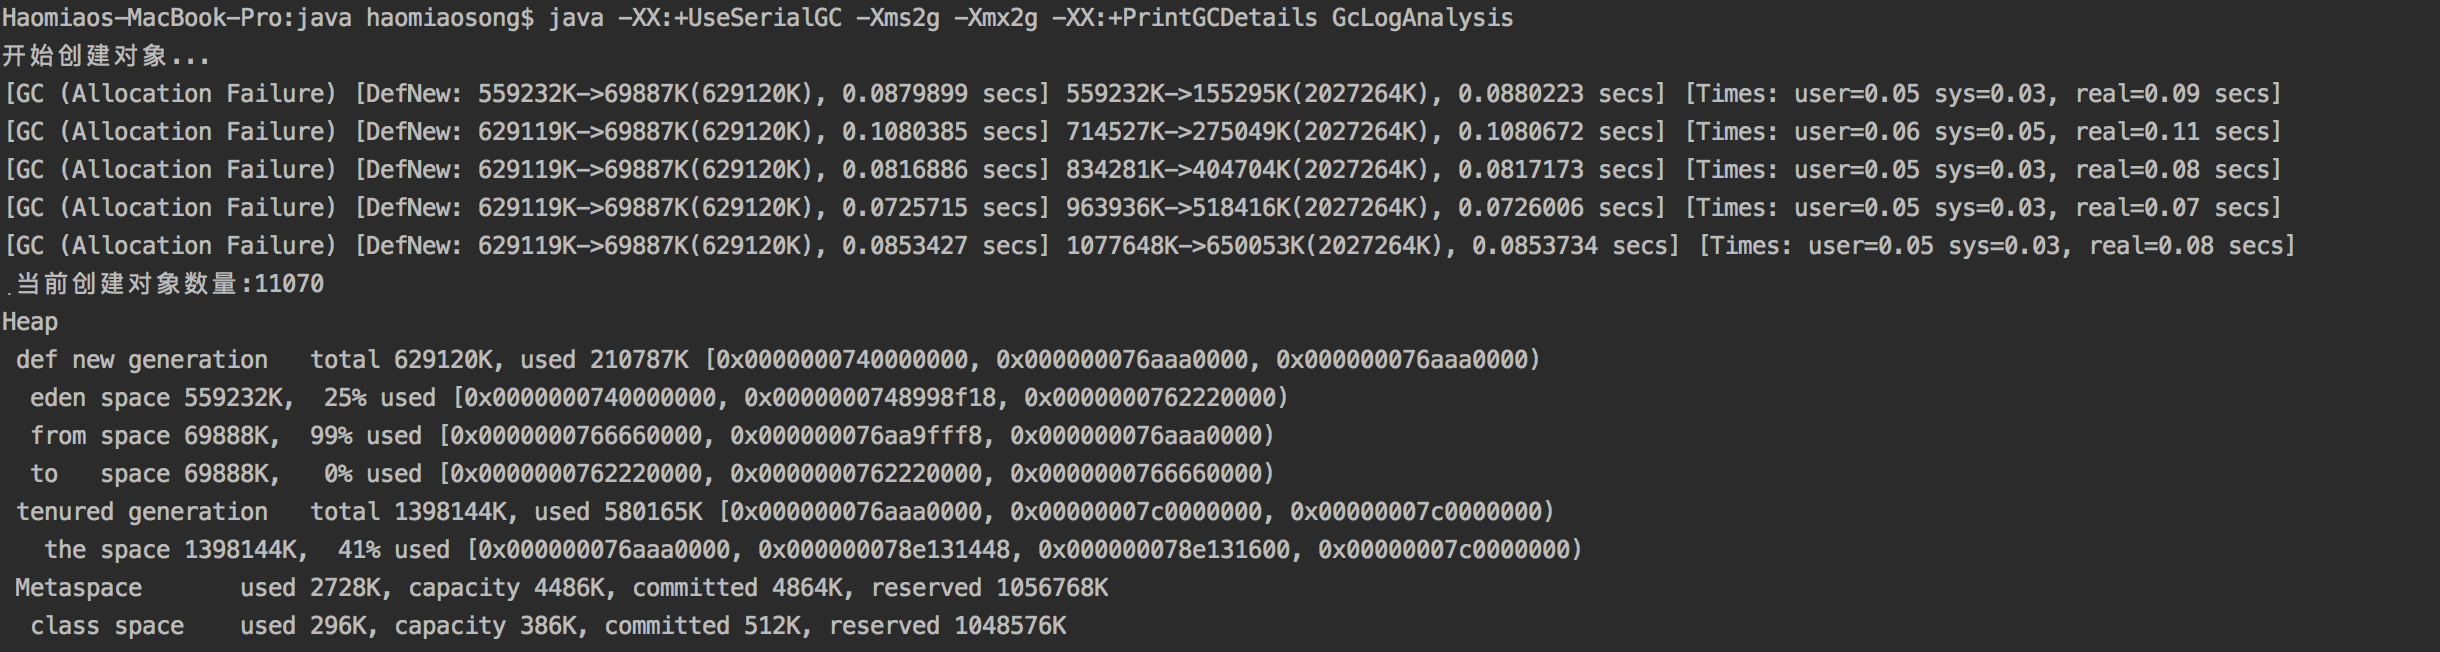 Haomiaos-MacBook-Pro:java haomiaosong$ java -XX:+UseSerialGC -Xms2g -Xmx2g -XX:+PrintGCDetails GcLogAnalysis
开始创建对象...
[GC (Allocation Failure) [DefNew: 559232K->69887K(629120K), 0.0879899 secs] 559232K->155295K(2027264K), 0.0880223 secs] [Times: user=0.05 sys=0.03, real=0.09 secs]
[GC (Allocation Failure) [DefNew: 629119K->69887K(629120K), 0.1080385 secs] 714527K->275049K(2027264K), 0.1080672 secs] [Times: user=0.06 sys=0.05, real=0.11 secs]
[GC (Allocation Failure) [DefNew: 629119K->69887K(629120K), 0.0816886 secs] 834281K->404704K(2027264K), 0.0817173 secs] [Times: user=0.05 sys=0.03, real=0.08 secs]
[GC (Allocation Failure) [DefNew: 629119K->69887K(629120K), 0.0725715 secs] 963936K->518416K(2027264K), 0.0726006 secs] [Times: user=0.05 sys=0.03, real=0.07 secs]
[GC (Allocation Failure) [DefNew: 629119K->69887K(629120K), 0.0853427 secs] 1077648K->650053K(2027264K), 0.0853734 secs] [Times: user=0.05 sys=0.03, real=0.08 secs]
当前创建对象数量:11070
Heap
 def new generation   total 629120K, used 210787K [0x0000000740000000, 0x000000076aaa0000, 0x000000076aaa0000)
  eden space 559232K,  25% used [0x0000000740000000, 0x0000000748998f18, 0x0000000762220000)
  from space 69888K,  99% used [0x0000000766660000, 0x000000076aa9fff8, 0x000000076aaa0000)
  to   space 69888K,   0% used [0x0000000762220000, 0x0000000762220000, 0x0000000766660000)
 tenured generation   total 1398144K, used 580165K [0x000000076aaa0000, 0x00000007c0000000, 0x00000007c0000000)
   the space 1398144K,  41% used [0x000000076aaa0000, 0x000000078e131448, 0x000000078e131600, 0x00000007c0000000)
 Metaspace       used 2728K, capacity 4486K, committed 4864K, reserved 1056768K
  class space    used 296K, capacity 386K, committed 512K, reserved 1048576K